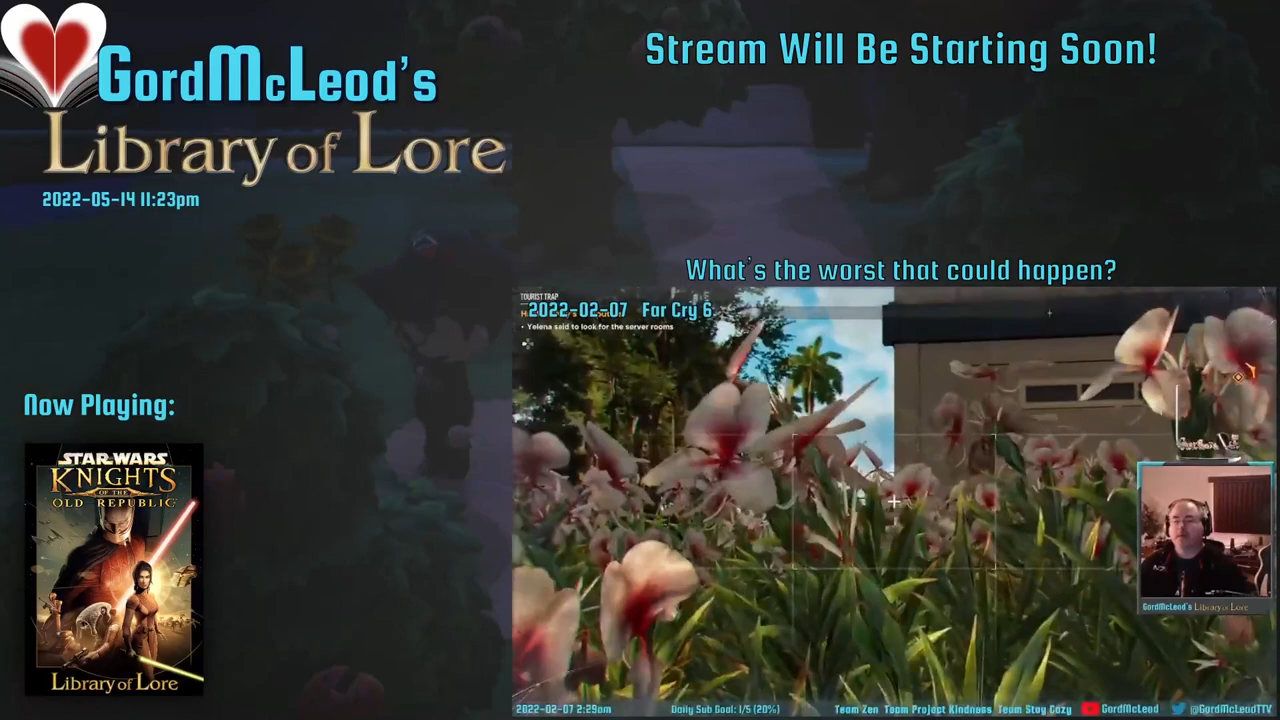 GordMcLeod's
Library of Lore
2022-05-14 11:23pm
Stream Will Be Starting Soon!
What's the worst that could happen?
TOURIST TRAP
2022-02-07 Far Cry 6
Yelena said to look for the server rooms
Now Playing:
STAR WARS
KNIGHTS
OF THE
OLD REPUBLIC
Library of Lore
GordMcLeod's Library of Lore
2022-02-07 2:29am
Daily Sub Goal: 1/5 (20%)
Team Zen Team Project Kindness Team Stay Cozy
GordMcLeod
@GordMcLeodTTV